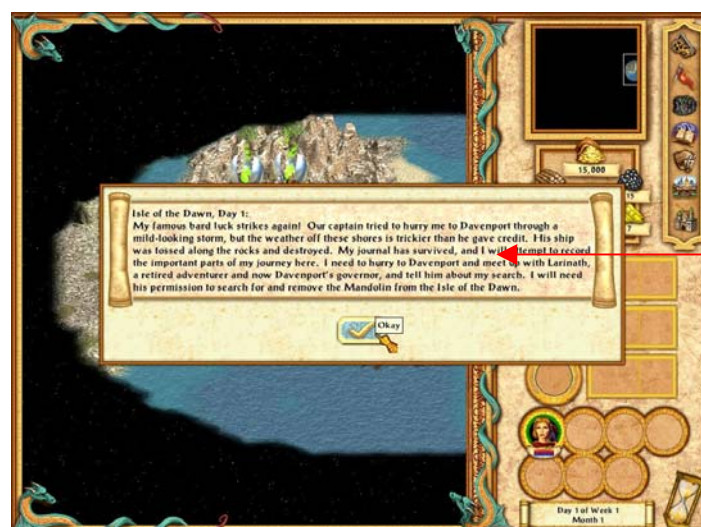 15,000
15
7
Isle of the Dawn, Day 1:
My famous bard luck strikes again! Our captain tried to hurry me to Davenport through a
mild-looking storm, but the weather off these shores is trickier than he gave credit. His ship
was tossed along the rocks and destroyed. My journal has survived, and I will attempt to record
the important parts of my journey here. I need to hurry to Davenport and meet up with Larinath,
a retired adventurer and now Davenport's governor, and tell him about my search. I will need
his permission to search for and remove the Mandolin from the Isle of the Dawn.
Okay
Day 1 of Week 1
Month 1